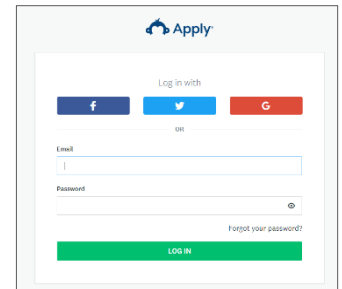 Apply
Log in with
f
G
OR
Email
Password
Forgot your password?
LOG IN